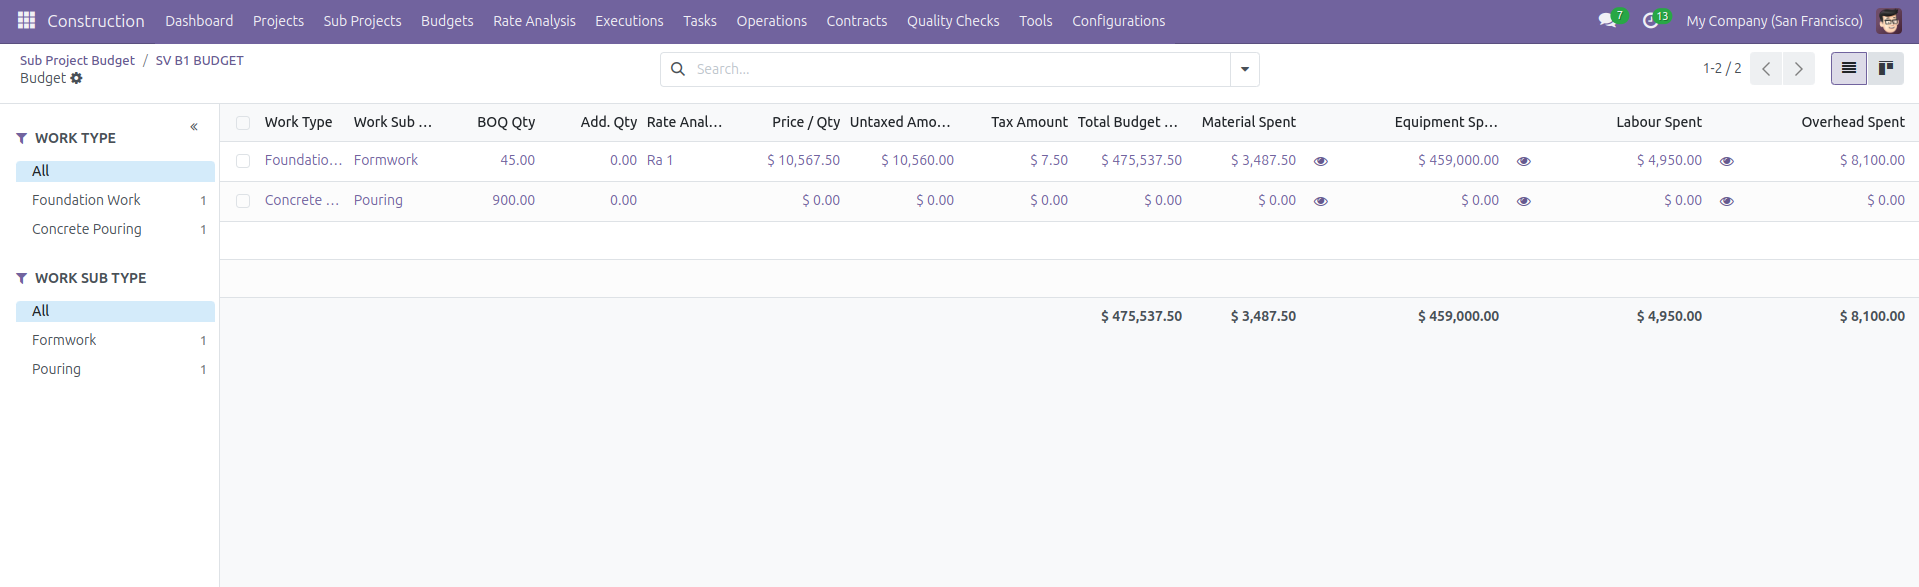 Construction Dashboard Projects Sub Projects Budgets Rate Analysis Executions Tasks Operations Contracts Quality Checks Tools Configurations 7 13 My Company (San Francisco)
Sub Project Budget / SV B1 BUDGET
Budget
Search...
1-2 / 2
WORK TYPE
All
Foundation Work 1
Concrete Pouring 1
WORK SUB TYPE
All
Formwork 1
Pouring 1
Work Type Work Sub ... BOQ Qty Add. Qty Rate Anal... Price / Qty Untaxed Amo... Tax Amount Total Budget ... Material Spent Equipment Sp... Labour Spent Overhead Spent
Foundatio... Formwork 45.00 0.00 Ra 1 $ 10,567.50 $ 10,560.00 $ 7.50 $ 475,537.50 $ 3,487.50 $ 459,000.00 $ 4,950.00 $ 8,100.00
Concrete ... Pouring 900.00 0.00 $ 0.00 $ 0.00 $ 0.00 $ 0.00 $ 0.00 $ 0.00 $ 0.00 $ 0.00
$ 475,537.50 $ 3,487.50 $ 459,000.00 $ 4,950.00 $ 8,100.00